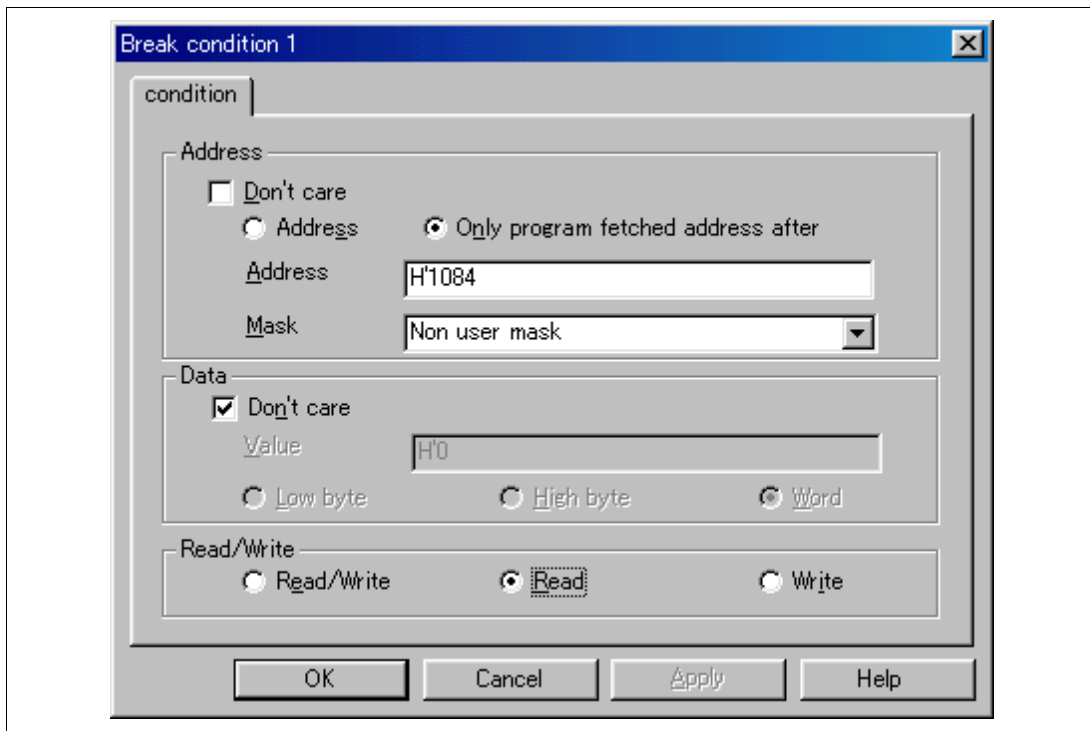 Break condition 1
condition
Address
Don't care
Address Only program fetched address after
Address H'1084
Mask Non user mask
Data
Don't care
Value H'0
Low byte High byte Word
Read/Write
Read/Write Read Write
OK Cancel Apply Help